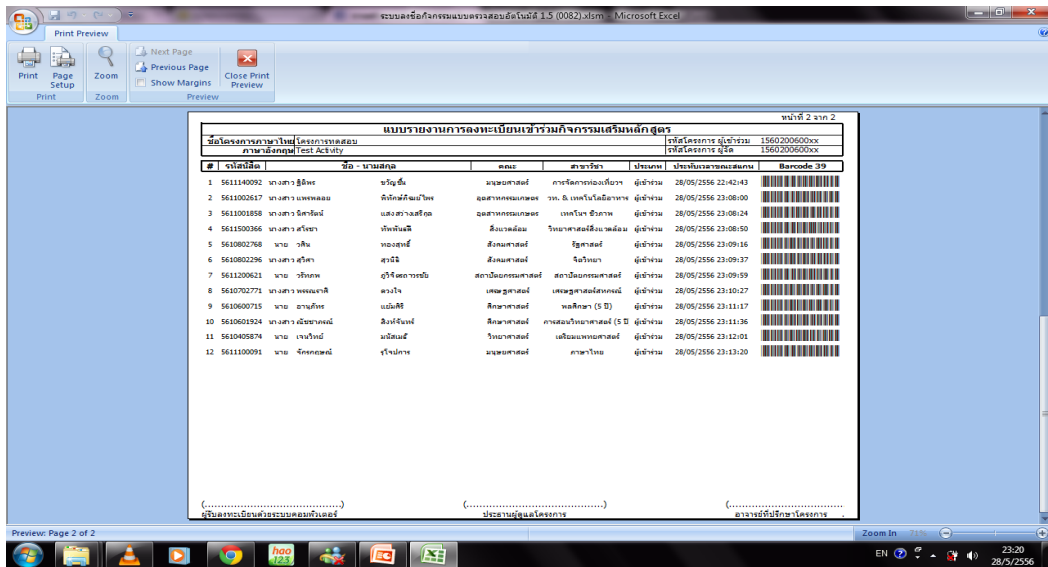 ระบบลงชื่อกิจกรรมแบบตรวจสอบอัตโนมัติ 1.5 (0082).xlsm - Microsoft Excel
Print Preview
Print Page Setup Zoom Next Page Previous Page Show Margins Close Print Preview
Print Zoom Preview
หน้าที่ 2 จาก 2
แบบรายงานการลงทะเบียนเข้าร่วมกิจกรรมเสริมหลักสูตร
ชื่อโครงการภาษาไทย โครงการทดสอบ รหัสโครงการ ผู้เข้าร่วม 1560200600xx
ภาษาอังกฤษ Test Activity รหัสโครงการ ผู้จัด 1560200600xx
# รหัสนิสิต ชื่อ - นามสกุล คณะ สาขาวิชา ประเภท ประทับเวลาขณะสแกน Barcode 39
1 5611140092 นางสาว ฐิติพร ขวัญชื้น มนุษยศาสตร์ การจัดการท่องเที่ยวฯ ผู้เข้าร่วม 28/05/2556 22:42:43
2 5611002617 นางสาว แพรพลอย อุตสาหกรรมเกษตร วท. & เทคโนโลยีอาหาร ผู้เข้าร่วม 28/05/2556 23:08:00
3 5611001858 นางสาว นิศารัตน์ แสงสว่างเสรีกุล อุตสาหกรรมเกษตร เทคโนฯ ชีวภาพ ผู้เข้าร่วม 28/05/2556 23:08:24
4 5611500366 นางสาว สโรชา ทัพพันธุ์ดี สิ่งแวดล้อม วิทยาศาสตร์สิ่งแวดล้อม ผู้เข้าร่วม 28/05/2556 23:08:50
5 5610802768 นาย วศิน ทองสุทธิ์ สังคมศาสตร์ รัฐศาสตร์ ผู้เข้าร่วม 28/05/2556 23:09:16
6 5610802296 นางสาว สุวิศา สุวนิธิ สังคมศาสตร์ จิตวิทยา ผู้เข้าร่วม 28/05/2556 23:09:37
7 5611200621 นาย วรัทภพ สถาปัตยกรรมศาสตร์ สถาปัตยกรรมศาสตร์ ผู้เข้าร่วม 28/05/2556 23:09:59
8 5610702771 นางสาว พรรณราศี ดวงใจ เศรษฐศาสตร์ เศรษฐศาสตร์สหกรณ์ ผู้เข้าร่วม 28/05/2556 23:10:27
9 5610600715 นาย ธานุภัทร แย้มศิริ ศึกษาศาสตร์ พลศึกษา (5 ปี) ผู้เข้าร่วม 28/05/2556 23:11:17
10 5610601924 นางสาว ณัชชาภรณ์ สิงห์จันทร์ ศึกษาศาสตร์ การสอนวิทยาศาสตร์ (5 ปี ผู้เข้าร่วม 28/05/2556 23:11:36
11 5610405874 นาย เจนวิทย์ มนัสเมธี วิทยาศาสตร์ เตรียมแพทยศาสตร์ ผู้เข้าร่วม 28/05/2556 23:12:01
12 5611100091 นาย จักรกฤษณ์ รุโจปการ มนุษยศาสตร์ ภาษาไทย ผู้เข้าร่วม 28/05/2556 23:13:20
(....................................) (....................................) (..............................
ผู้รับลงทะเบียนด้วยระบบคอมพิวเตอร์ ประธานผู้ดูแลโครงการ อาจารย์ที่ปรึกษาโครงการ .
Preview: Page 2 of 2 Zoom In 71%
hao 123 EN 23:20
28/5/2556